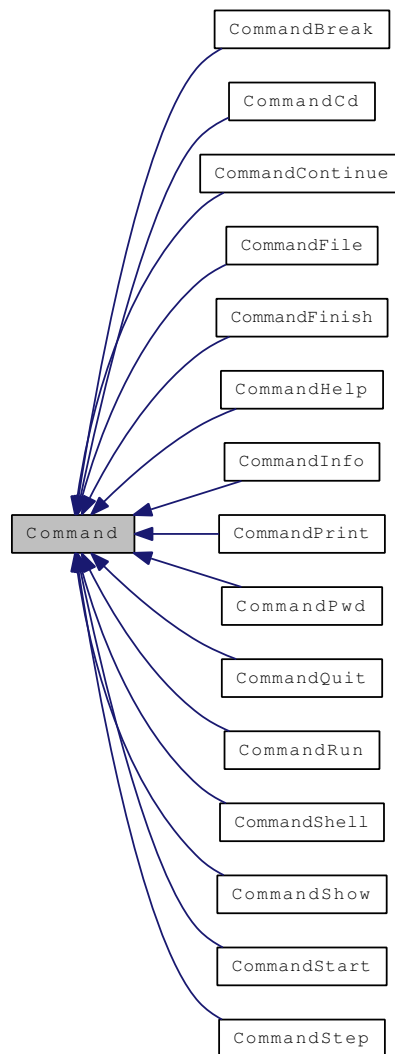 CommandBreak
CommandCd
CommandContinue
CommandFile
CommandFinish
CommandHelp
CommandInfo
Command
CommandPrint
CommandPwd
CommandQuit
CommandRun
CommandShell
CommandShow
CommandStart
CommandStep